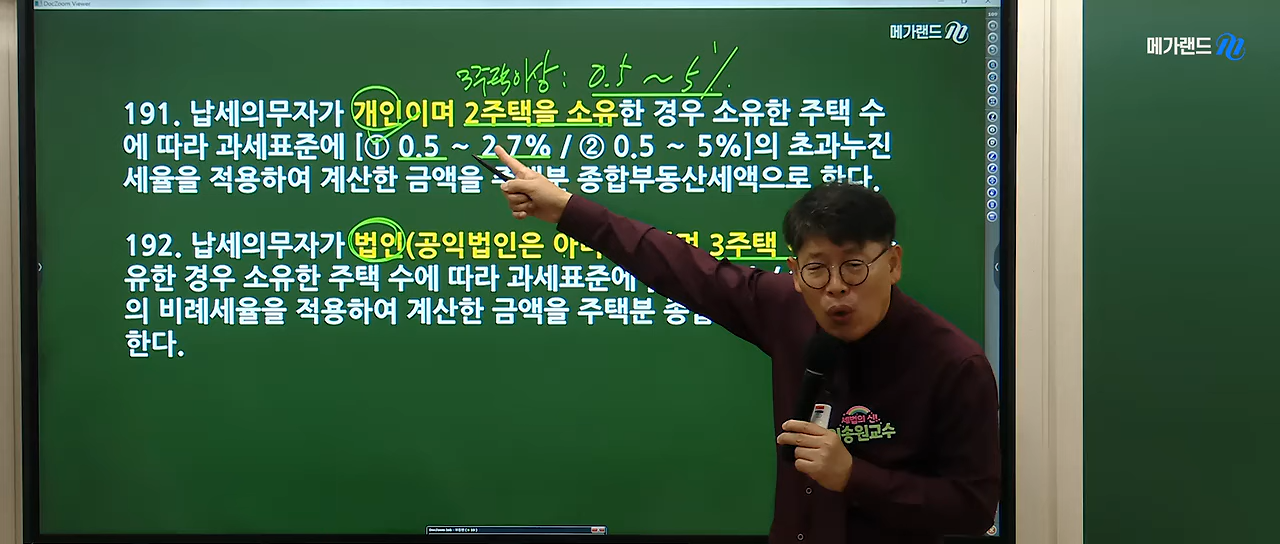 DocZoom Viewer
메가랜드
메가랜드
3주택이상: 0.5 ~ 5%.
191. 납세의무자가 개인이며 2주택을 소유한 경우 소유한 주택 수
에 따라 과세표준에 [① 0.5 ~ 2.7% / ② 0.5 ~ 5%]의 초과누진
세율을 적용하여 계산한 금액을 주택분 종합부동산세액으로 한다.
192. 납세의무자가 법인(공익법인은 3주택
유한 경우 소유한 주택 수에 따라 과세표준에
의 비례세율을 적용하여 계산한 금액을 주택분
한다.
세법의 신!
이송원교수